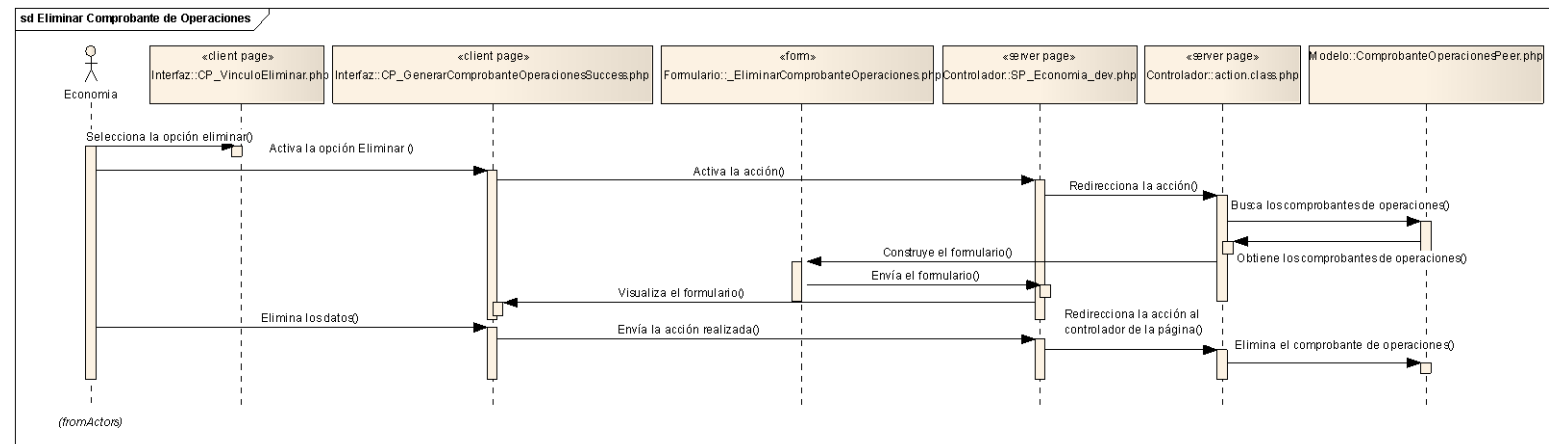 sd Eliminar Comprobante de Operaciones
Economia
«client page»
Interfaz::CP_VinculoEliminar.php
«client page»
Interfaz::CP_GenerarComprobanteOperacionesSuccess.php
«form»
Formulario::_EliminarComprobanteOperaciones.php
«server page»
Controlador::SP_Economia_dev.php
«server page»
Controlador::action.class.php
Modelo::ComprobanteOperacionesPeer.php
Selecciona la opción eliminar()
Activa la opción Eliminar ()
Activa la acción()
Redirecciona la acción()
Busca los comprobantes de operaciones()
Obtiene los comprobantes de operaciones()
Construye el formulario()
Envía el formulario()
Visualiza el formulario()
Elimina los datos()
Envía la acción realizada()
Redirecciona la acción al
controlador de la página()
Elimina el comprobante de operaciones()
(fromActors)